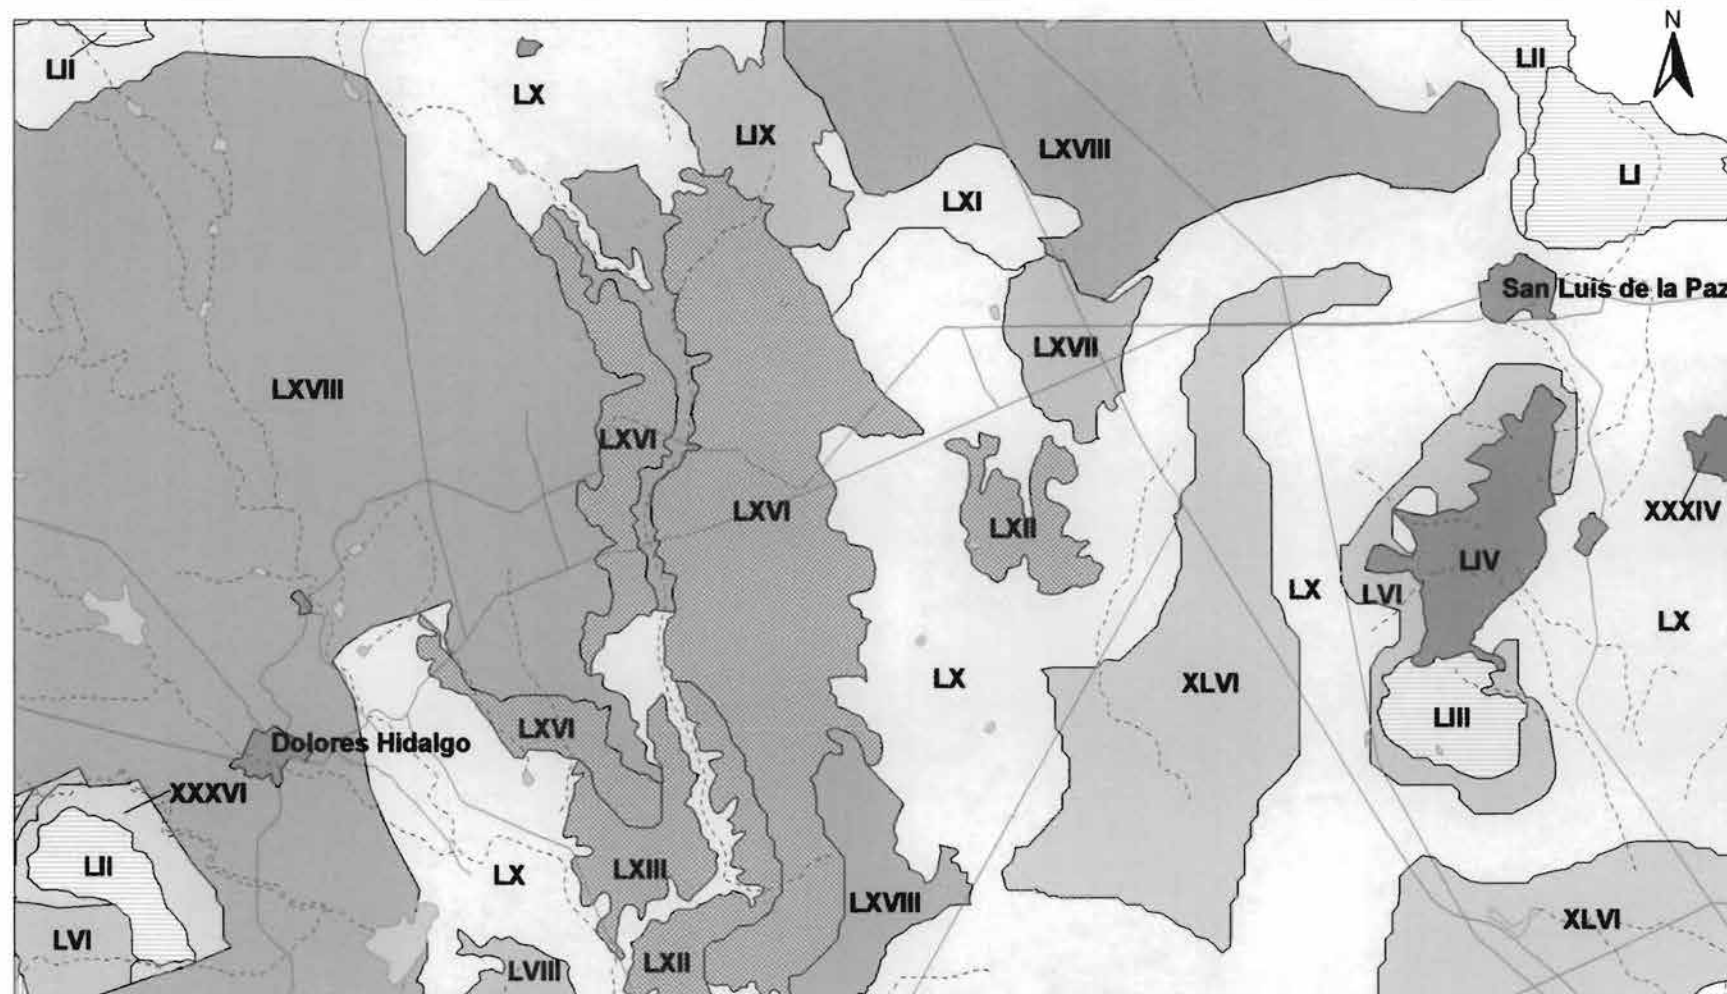 N
LII
LII
LX
LIX
LXVIII
LI
LXI
San Luis de la Paz
LXVII
LXVIII
LXVI
LXVI
LXII
XXXIV
LIV
LX
LVI
LX
LX
XLVI
LIII
LXVI
Dolores Hidalgo
XXXVI
LII
LX
LXIII
LXVIII
XLVI
LVI
LVIII
LXII